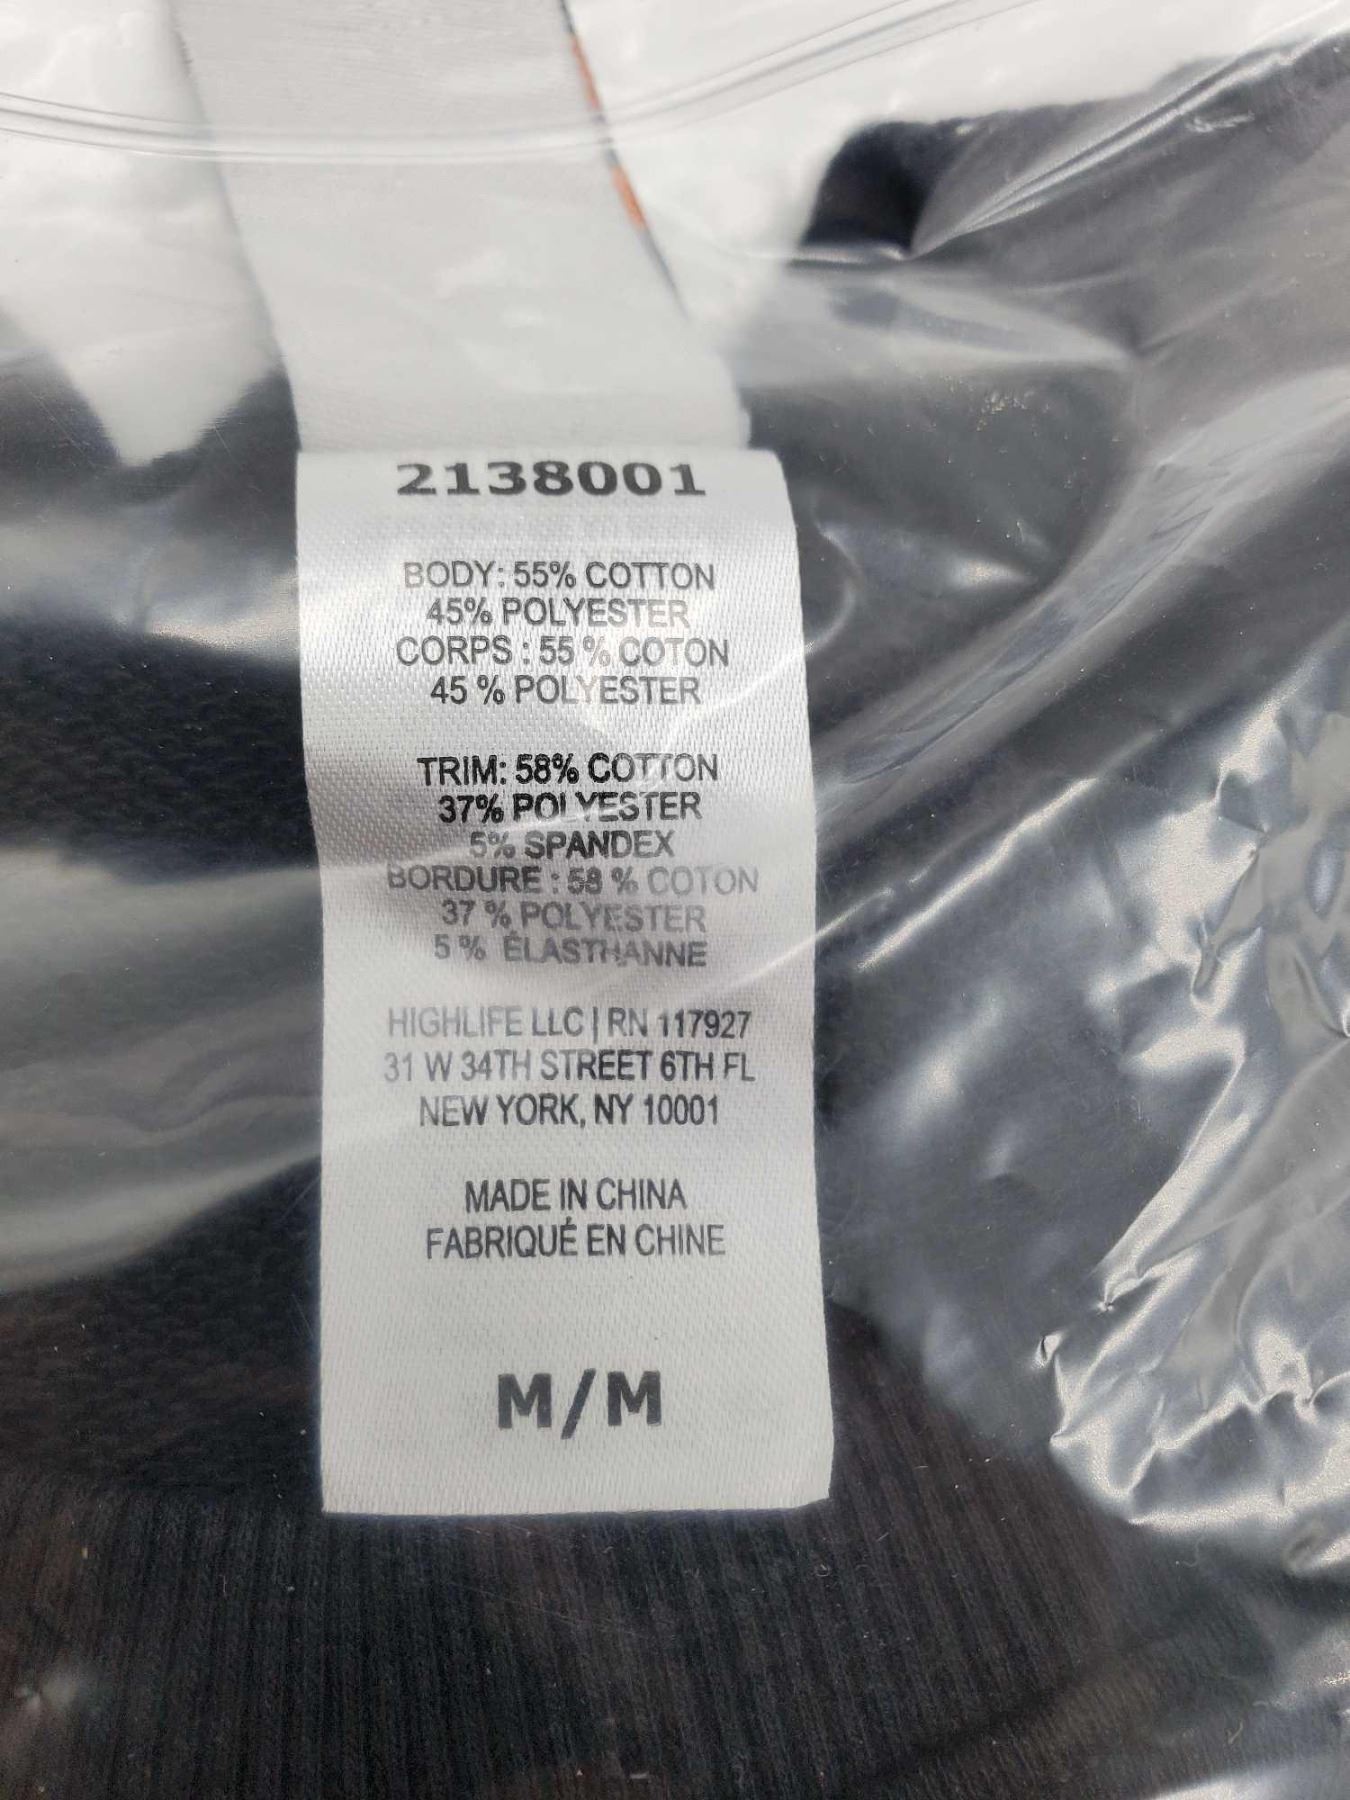 2138001
BODY: 55% COTTON
45% POLYESTER
CORPS : 55 % COTON
45 % POLYESTER
TRIM: 58% COTTON
37% POLYESTER
5% SPANDEX
BORDURE : 58 % COTON
37 % POLYESTER
5 % ÉLASTHANNE
HIGHLIFE LLC | RN 117927
31 W 34TH STREET 6TH FL
NEW YORK, NY 10001
MADE IN CHINA
FABRIQUÉ EN CHINE
M/M